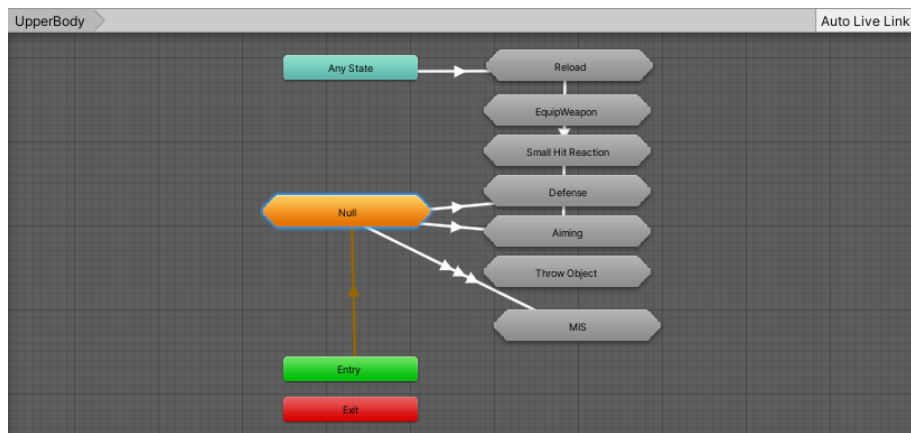 UpperBody
Auto Live Link
Any State
Reload
EquipWeapon
Small Hit Reaction
Defense
Null
Aiming
Throw Object
MIS
Entry
Exit